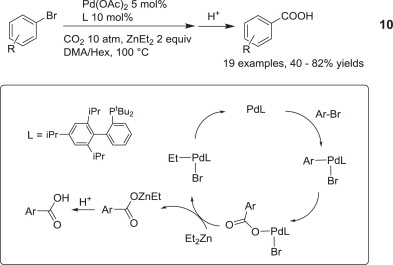 Pd(OAc)2 5 mol%
L 10 mol%
Br
H+
COOH
10
R
CO2 10 atm, ZnEt2 2 equiv
DMA/Hex, 100 °C
R
19 examples, 40 - 82% yields
iPr
PtBu2
PdL
Ar-Br
L =
iPr
iPr
Et
PdL
Br
Ar
PdL
Br
OH
H+
OZnEt
Ar
Ar
O
Ar
O
Et2Zn
O
O
PdL
Br